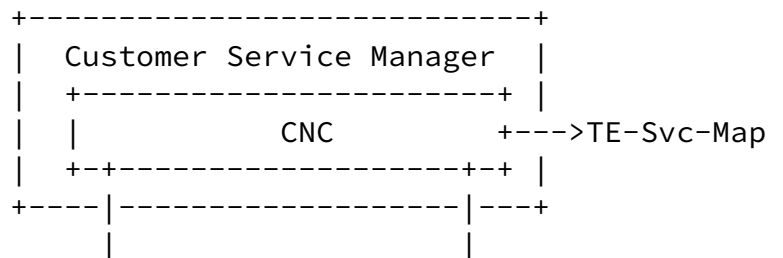 +----------------------------+
|  Customer Service Manager  |
|  +-----------------------+ |
|  |          CNC          +--->TE-Svc-Map
|  +-+-------------------+-+ |
+----|-------------------|---+
     |                   |